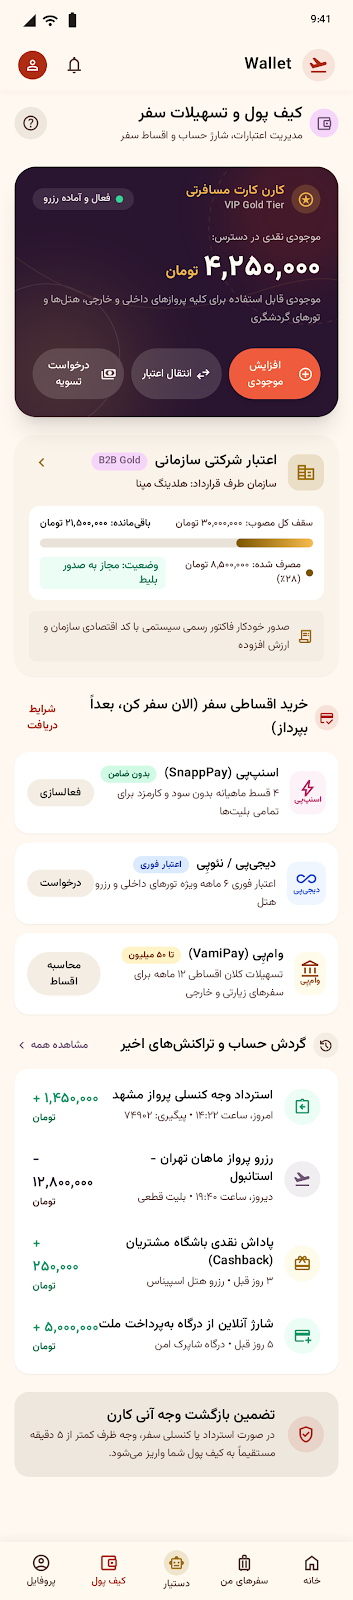 9:41
Wallet
کیف پول و تسهیلات سفر
مدیریت اعتبارات، شارژ حساب و اقساط سفر
کارن کارت مسافرتی
VIP Gold Tier
فعال و آماده رزرو
موجودی نقدی در دسترس:
۴,۲۵۰,۰۰۰ تومان
موجودی قابل استفاده برای کلیه پروازهای داخلی و خارجی، هتل‌ها و
تورهای گردشگری
افزایش
موجودی
انتقال اعتبار
درخواست
تسویه
اعتبار شرکتی سازمانی
B2B Gold
سازمان طرف قرارداد: هلدینگ مپنا
سقف کل مصوب: ۳۰,۰۰۰,۰۰۰ تومان
باقی‌مانده: ۲۱,۵۰۰,۰۰۰ تومان
مصرف شده: ۸,۵۰۰,۰۰۰ تومان
(۲۸٪)
وضعیت: مجاز به صدور
بلیط
صدور خودکار فاکتور رسمی سیستمی با کد اقتصادی سازمان و
ارزش افزوده
خرید اقساطی سفر (الان سفر کن، بعداً
بپرداز)
شرایط
دریافت
اسنپ‌پی
اسنپ‌پی (SnappPay)
بدون ضامن
۴ قسط ماهیانه بدون سود و کارمزد برای
تمامی بلیت‌ها
فعالسازی
دیجی‌پی
دیجی‌پی / نئوپی
اعتبار فوری
اعتبار فوری ۶ ماهه ویژه تورهای داخلی و رزرو
هتل
درخواست
وام‌پی
وام‌پی (VamiPay)
تا ۵۰ میلیون
تسهیلات کلان اقساطی ۱۲ ماهه برای
سفرهای زیارتی و خارجی
محاسبه
اقساط
گردش حساب و تراکنش‌های اخیر
مشاهده همه
استرداد وجه کنسلی پرواز مشهد
امروز، ساعت ۱۴:۲۲ • پیگیری: ۷۴۹۰۲
+ ۱,۴۵۰,۰۰۰
تومان
رزرو پرواز ماهان تهران -
استانبول
دیروز، ساعت ۱۹:۴۰ • بلیت قطعی
-
۱۲,۸۰۰,۰۰۰
تومان
پاداش نقدی باشگاه مشتریان
(Cashback)
۳ روز قبل • رزرو هتل اسپیناس
+
۲۵۰,۰۰۰
تومان
شارژ آنلاین از درگاه به‌پرداخت ملت
۵ روز قبل • درگاه شاپرک امن
+ ۵,۰۰۰,۰۰۰
تومان
تضمین بازگشت وجه آنی کارن
در صورت استرداد یا کنسلی سفر، وجه ظرف کمتر از ۵ دقیقه
مستقیماً به کیف پول شما واریز می‌شود.
خانه
سفرهای من
دستیار
کیف پول
پروفایل